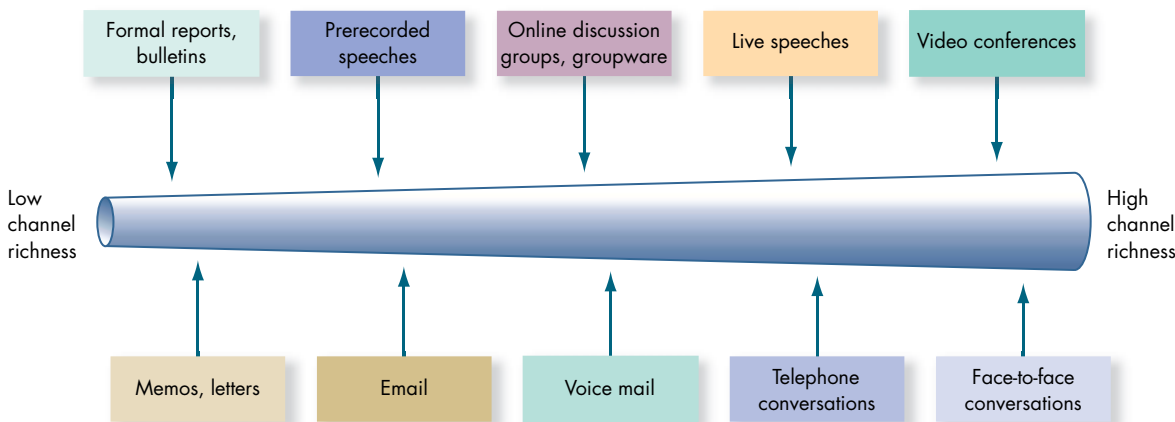 Formal reports,
bulletins
Prerecorded
speeches
Online discussion
groups, groupware
Live speeches
Video conferences
Low
channel
richness
High
channel
richness
Memos, letters
Email
Voice mail
Telephone
conversations
Face-to-face
conversations